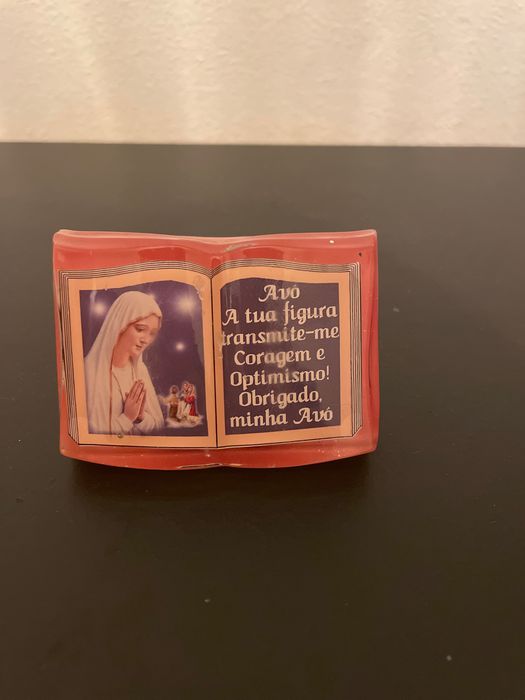 Avó
A tua figura
transmite-me
Coragem e
Optimismo!
Obrigado,
minha Avó